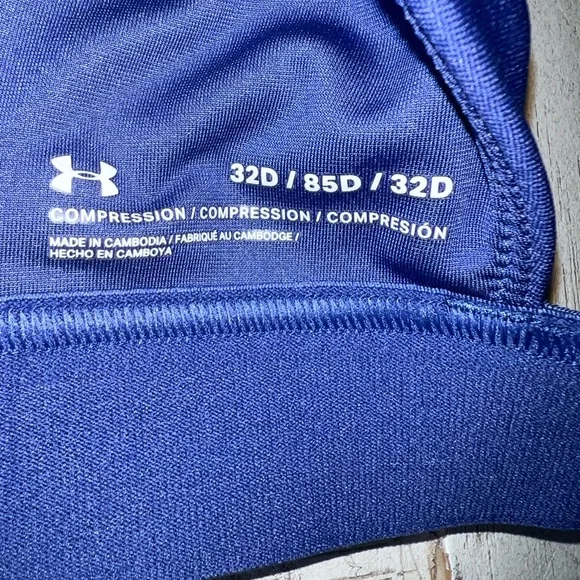 32D / 85D / 32D
COMPRESSION / COMPRESSION / COMPRESIÓN
MADE IN CAMBODIA / FABRIQUÉ AU CAMBODGE /
HECHO EN CAMBOYA